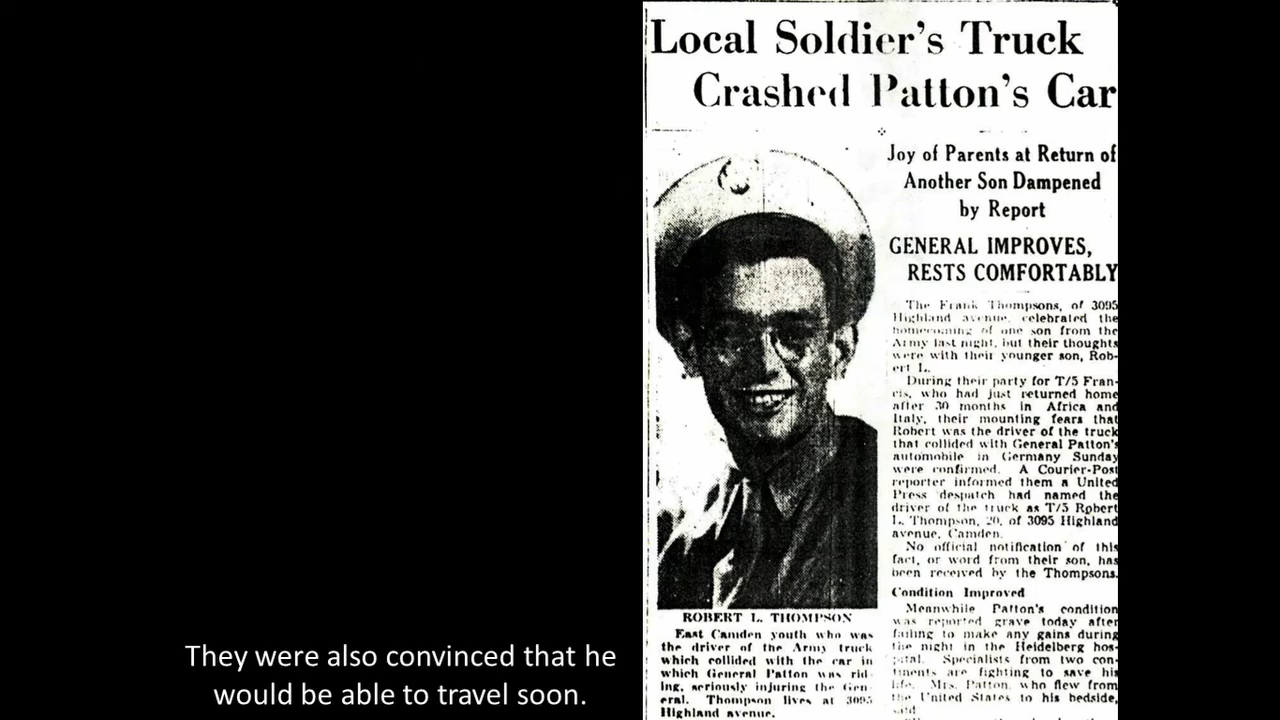 Local Soldier's Truck
Crashed Patton's Car
Joy of Parents at Return of
Another Son Dampened
by Report
GENERAL IMPROVES,
RESTS COMFORTABLY
The Frank Thompsons, of 3095
Highland avenue, celebrated the
homecoming of one son from the
Army last night, but their thoughts
were with their younger son, Rob-
ert L.
During their party for T/5 Fran-
cis, who had just returned home
after 30 months in Africa and
Italy, their mounting fears that
Robert was the driver of the truck
that collided with General Patton's
automobile in Germany Sunday
were confirmed. A Courier-Post
reporter informed them a United
Press despatch had named the
driver of the truck as T/5 Robert
L. Thompson, 20, of 3095 Highland
avenue, Camden.
No official notification of this
fact, or word from their son, has
been received by the Thompsons.
Condition Improved
Meanwhile Patton's condition
was reported grave today after
failing to make any gains during
the night in the Heidelberg hos-
pital. Specialists from two con-
tinents are fighting to save his
life. Mrs. Patton, who flew from
the United States to his bedside,
said
ROBERT L. THOMPSON
East Camden youth who was
the driver of the Army truck
which collided with the car in
which General Patton was rid-
ing, seriously injuring the Gen-
eral. Thompson lives at 3095
Highland avenue.
They were also convinced that he
would be able to travel soon.